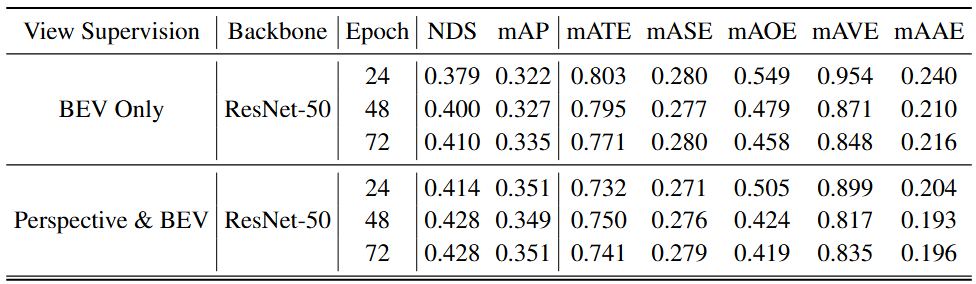 View Supervision Backbone Epoch NDS mAP mATE mASE mAOE mAVE mAAE
24 0.379 0.322 0.803 0.280 0.549 0.954 0.240
BEV Only ResNet-50 48 0.400 0.327 0.795 0.277 0.479 0.871 0.210
72 0.410 0.335 0.771 0.280 0.458 0.848 0.216
24 0.414 0.351 0.732 0.271 0.505 0.899 0.204
Perspective & BEV ResNet-50 48 0.428 0.349 0.750 0.276 0.424 0.817 0.193
72 0.428 0.351 0.741 0.279 0.419 0.835 0.196